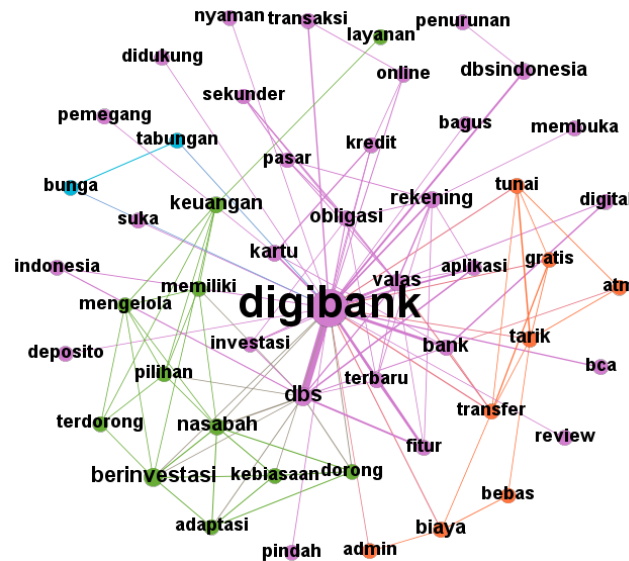 nyaman
transaksi
penurunan
layanan
didukung
online
dbsindonesia
sekunder
pemegang
bagus
membuka
tabungan
kredit
pasar
bunga
tunai
keuangan
rekening
digital
suka
obligasi
kartu
gratis
indonesia
memiliki
valas
aplikasi
atm
mengelola
digibank
deposito
investasi
bank
tarik
pilihan
terbaru
bca
dbs
terdorong
nasabah
transfer
review
fitur
berinvestasi
kebiasaan
dorong
bebas
adaptasi
biaya
pindah
admin